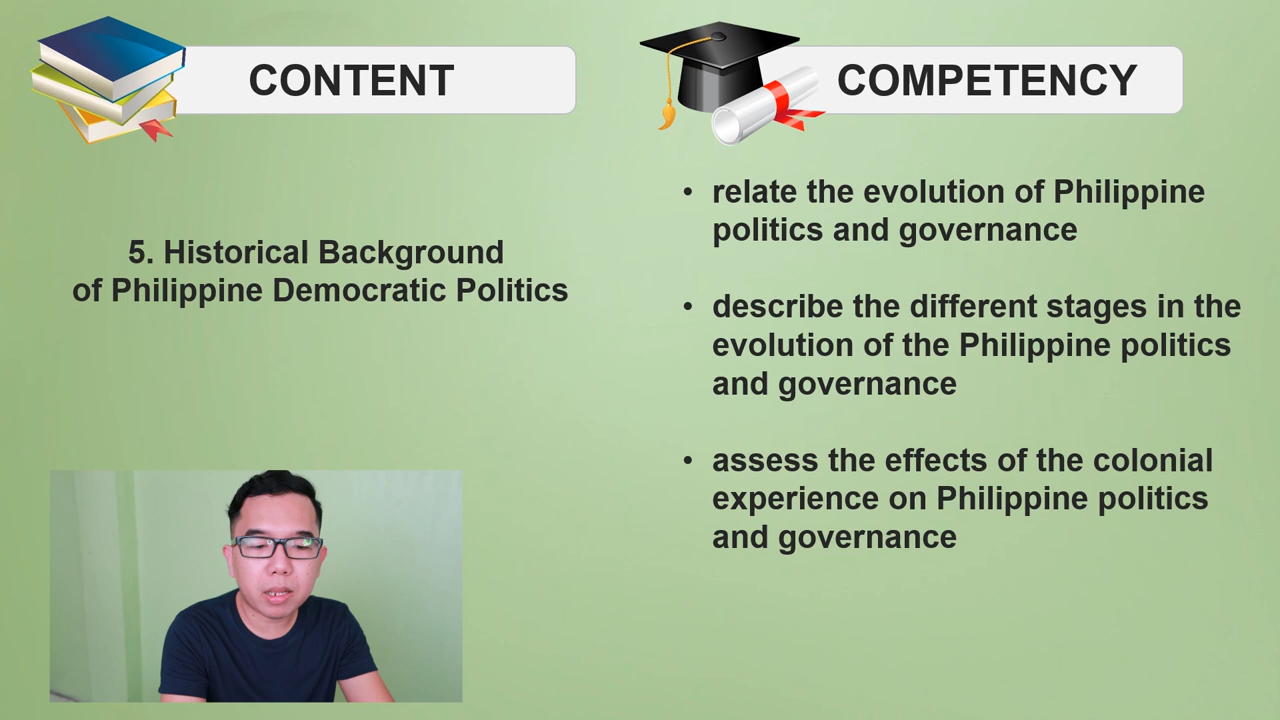 CONTENT
5. Historical Background
of Philippine Democratic Politics
COMPETENCY
• relate the evolution of Philippine
politics and governance
• describe the different stages in the
evolution of the Philippine politics
and governance
• assess the effects of the colonial
experience on Philippine politics
and governance